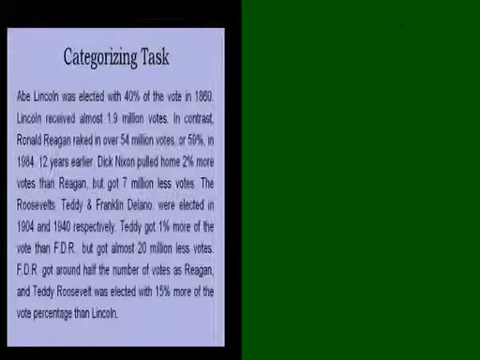 Categorizing Task
Abe Lincoln was elected with 40% of the vote in 1860.
Lincoln received almost 1.9 million votes. In contrast,
Ronald Reagan raked in over 54 million votes, or 59%, in
1984. 12 years earlier, Dick Nixon pulled home 2% more
votes than Reagan, but got 7 million less votes. The
Roosevelts, Teddy & Franklin Delano, were elected in
1904 and 1940 respectively. Teddy got 1% more of the
vote than F.D.R., but got almost 20 million less votes.
F.D.R. got around half the number of votes as Reagan,
and Teddy Roosevelt was elected with 15% more of the
vote percentage than Lincoln.